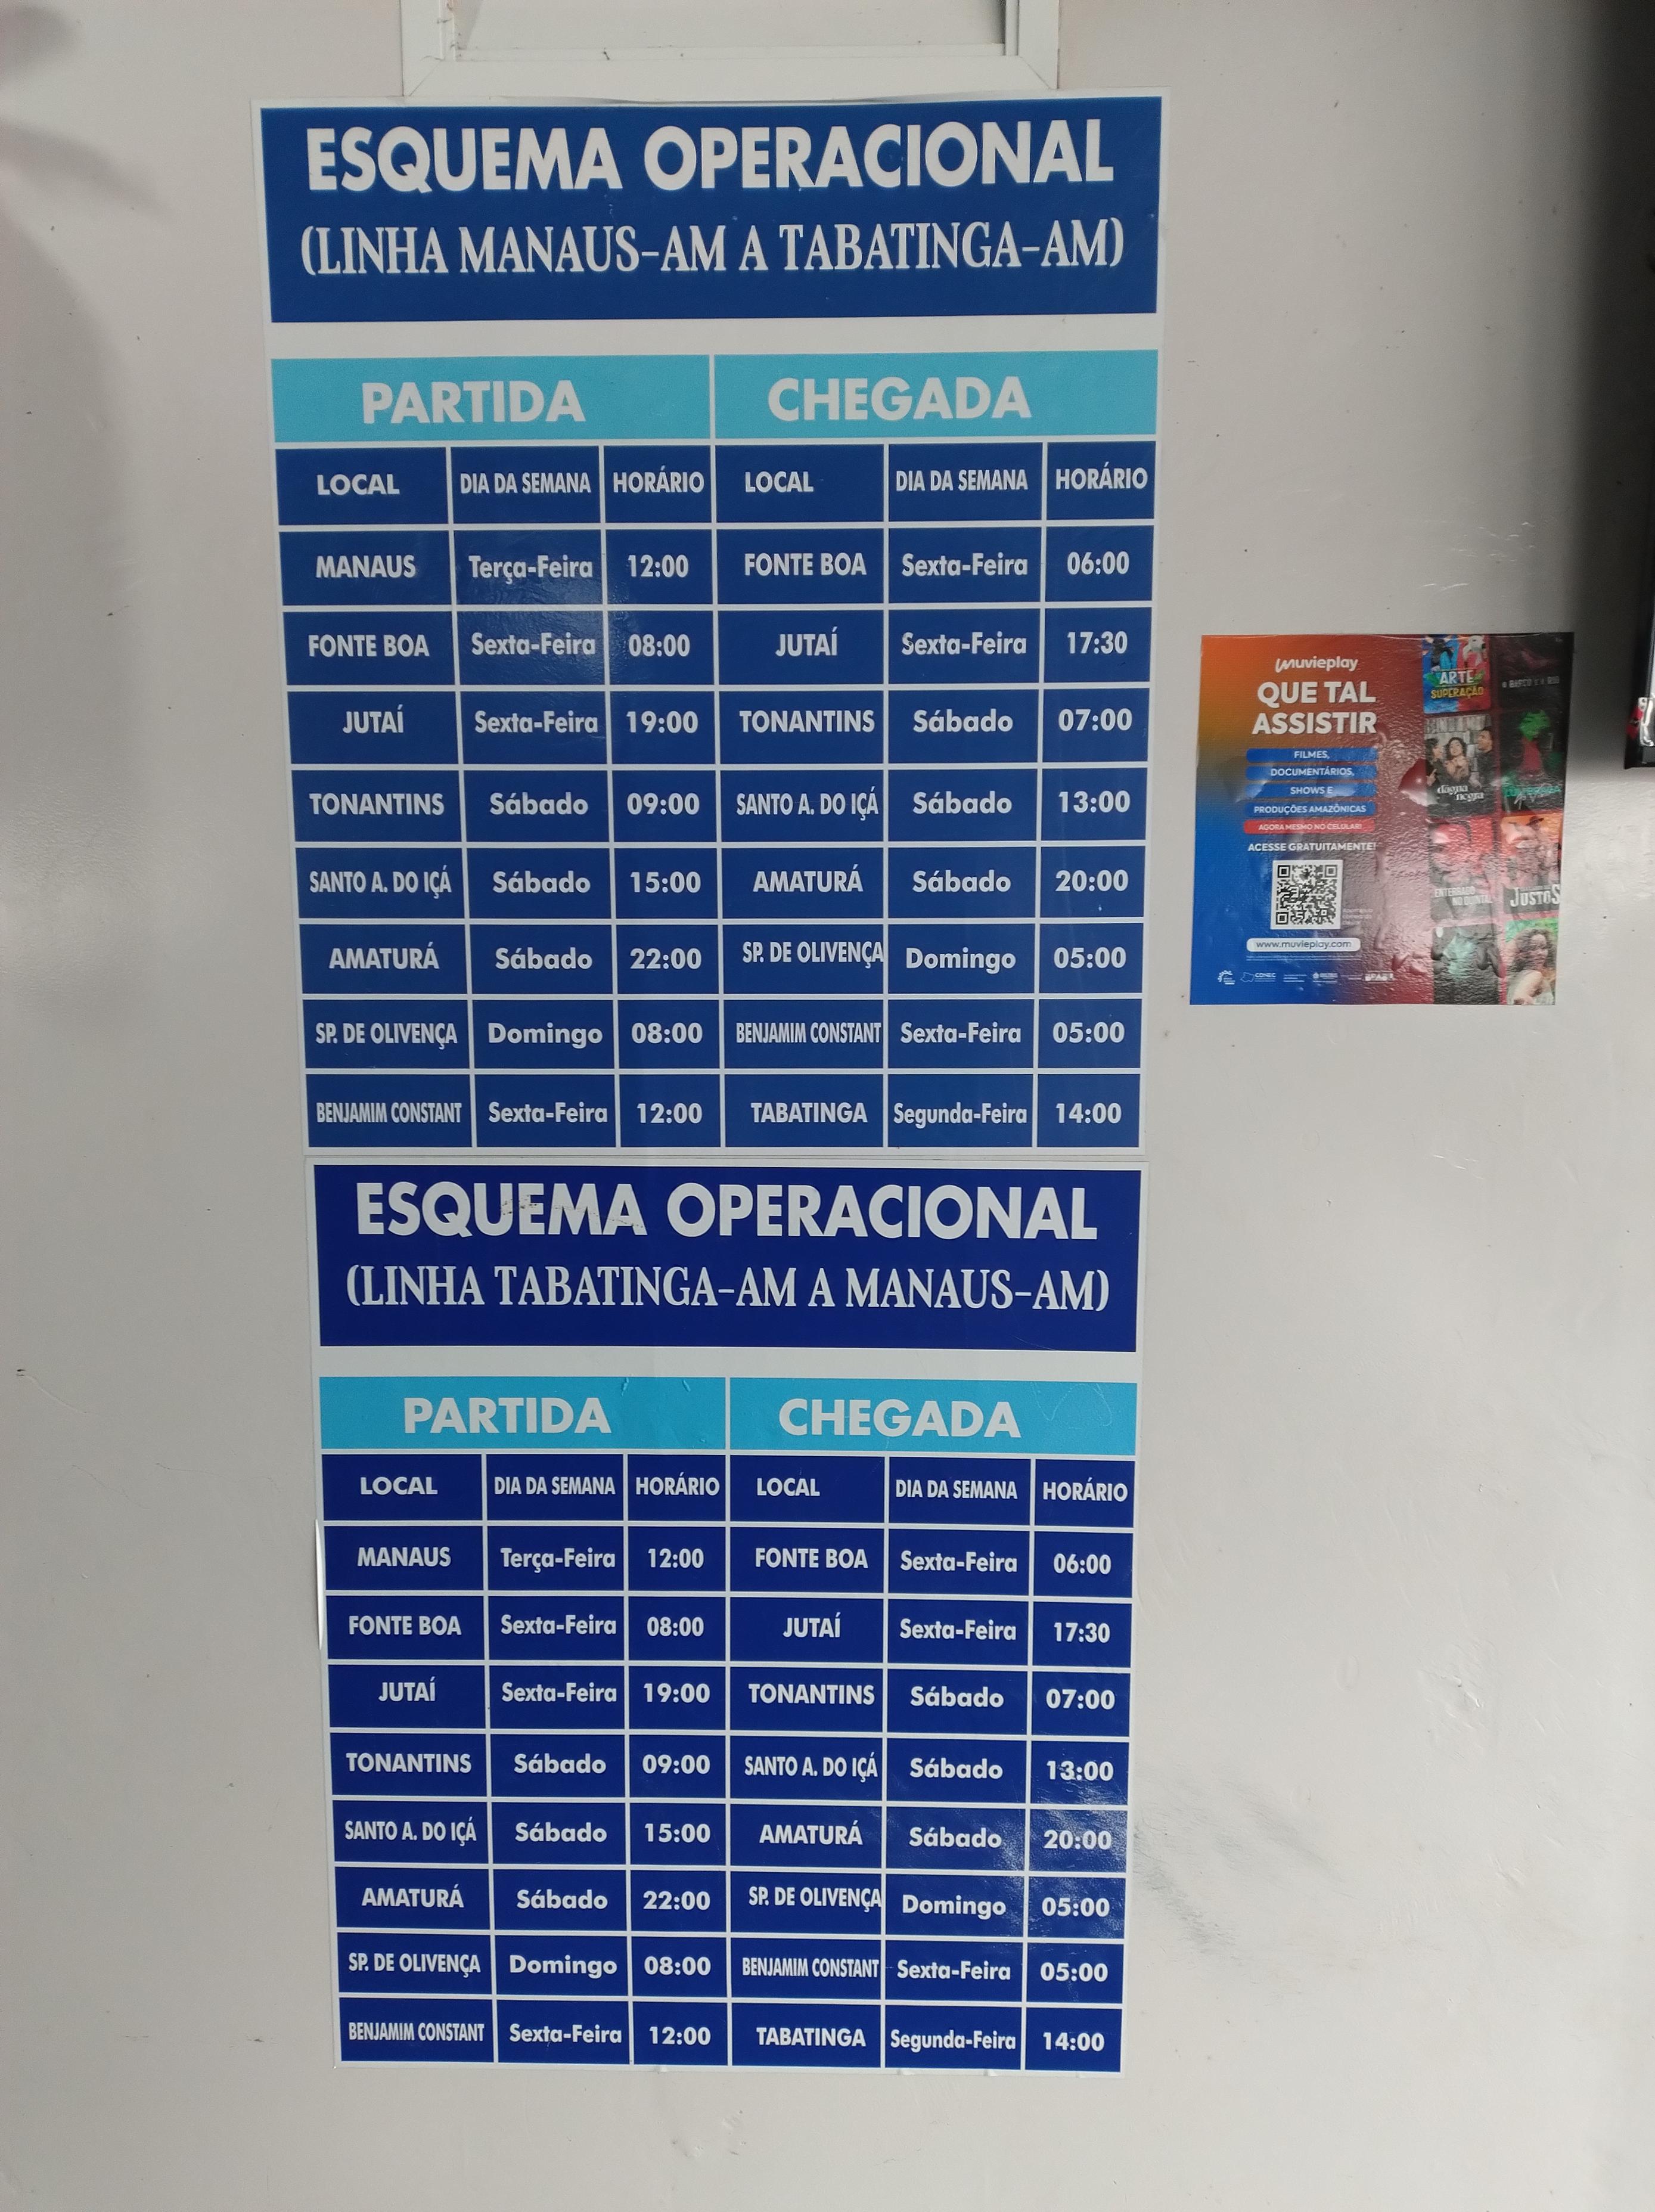 ESQUEMA OPERACIONAL
(LINHA MANAUS-AM A TABATINGA-AM)
PARTIDA CHEGADA
LOCAL DIA DA SEMANA HORÁRIO LOCAL DIA DA SEMANA HORÁRIO
MANAUS Terça-Feira 12:00 FONTE BOA Sexta-Feira 06:00
FONTE BOA Sexta-Feira 08:00 JUTAÍ Sexta-Feira 17:30
JUTAÍ Sexta-Feira 19:00 TONANTINS Sábado 07:00
TONANTINS Sábado 09:00 SANTO A. DO IÇÁ Sábado 13:00
SANTO A. DO IÇÁ Sábado 15:00 AMATURÁ Sábado 20:00
AMATURÁ Sábado 22:00 SP. DE OLIVENÇA Domingo 05:00
SP. DE OLIVENÇA Domingo 08:00 BENJAMIM CONSTANT Sexta-Feira 05:00
BENJAMIM CONSTANT Sexta-Feira 12:00 TABATINGA Segunda-Feira 14:00
ESQUEMA OPERACIONAL
(LINHA TABATINGA-AM A MANAUS-AM)
PARTIDA CHEGADA
LOCAL DIA DA SEMANA HORÁRIO LOCAL DIA DA SEMANA HORÁRIO
MANAUS Terça-Feira 12:00 FONTE BOA Sexta-Feira 06:00
FONTE BOA Sexta-Feira 08:00 JUTAÍ Sexta-Feira 17:30
JUTAÍ Sexta-Feira 19:00 TONANTINS Sábado 07:00
TONANTINS Sábado 09:00 SANTO A. DO IÇÁ Sábado 13:00
SANTO A. DO IÇÁ Sábado 15:00 AMATURÁ Sábado 20:00
AMATURÁ Sábado 22:00 SP. DE OLIVENÇA Domingo 05:00
SP. DE OLIVENÇA Domingo 08:00 BENJAMIM CONSTANT Sexta-Feira 05:00
BENJAMIM CONSTANT Sexta-Feira 12:00 TABATINGA Segunda-Feira 14:00
muvieplay
QUE TAL
ASSISTIR
FILMES,
DOCUMENTÁRIOS,
SHOWS E
PRODUÇÕES AMAZÔNICAS
AGORA MESMO NO CELULAR!
ACESSE GRATUITAMENTE!
www.muvieplay.com
ARTE
SUPERAÇÃO
dágua
negra
ENTERRADO
NO QUINTAL
JUSTOS